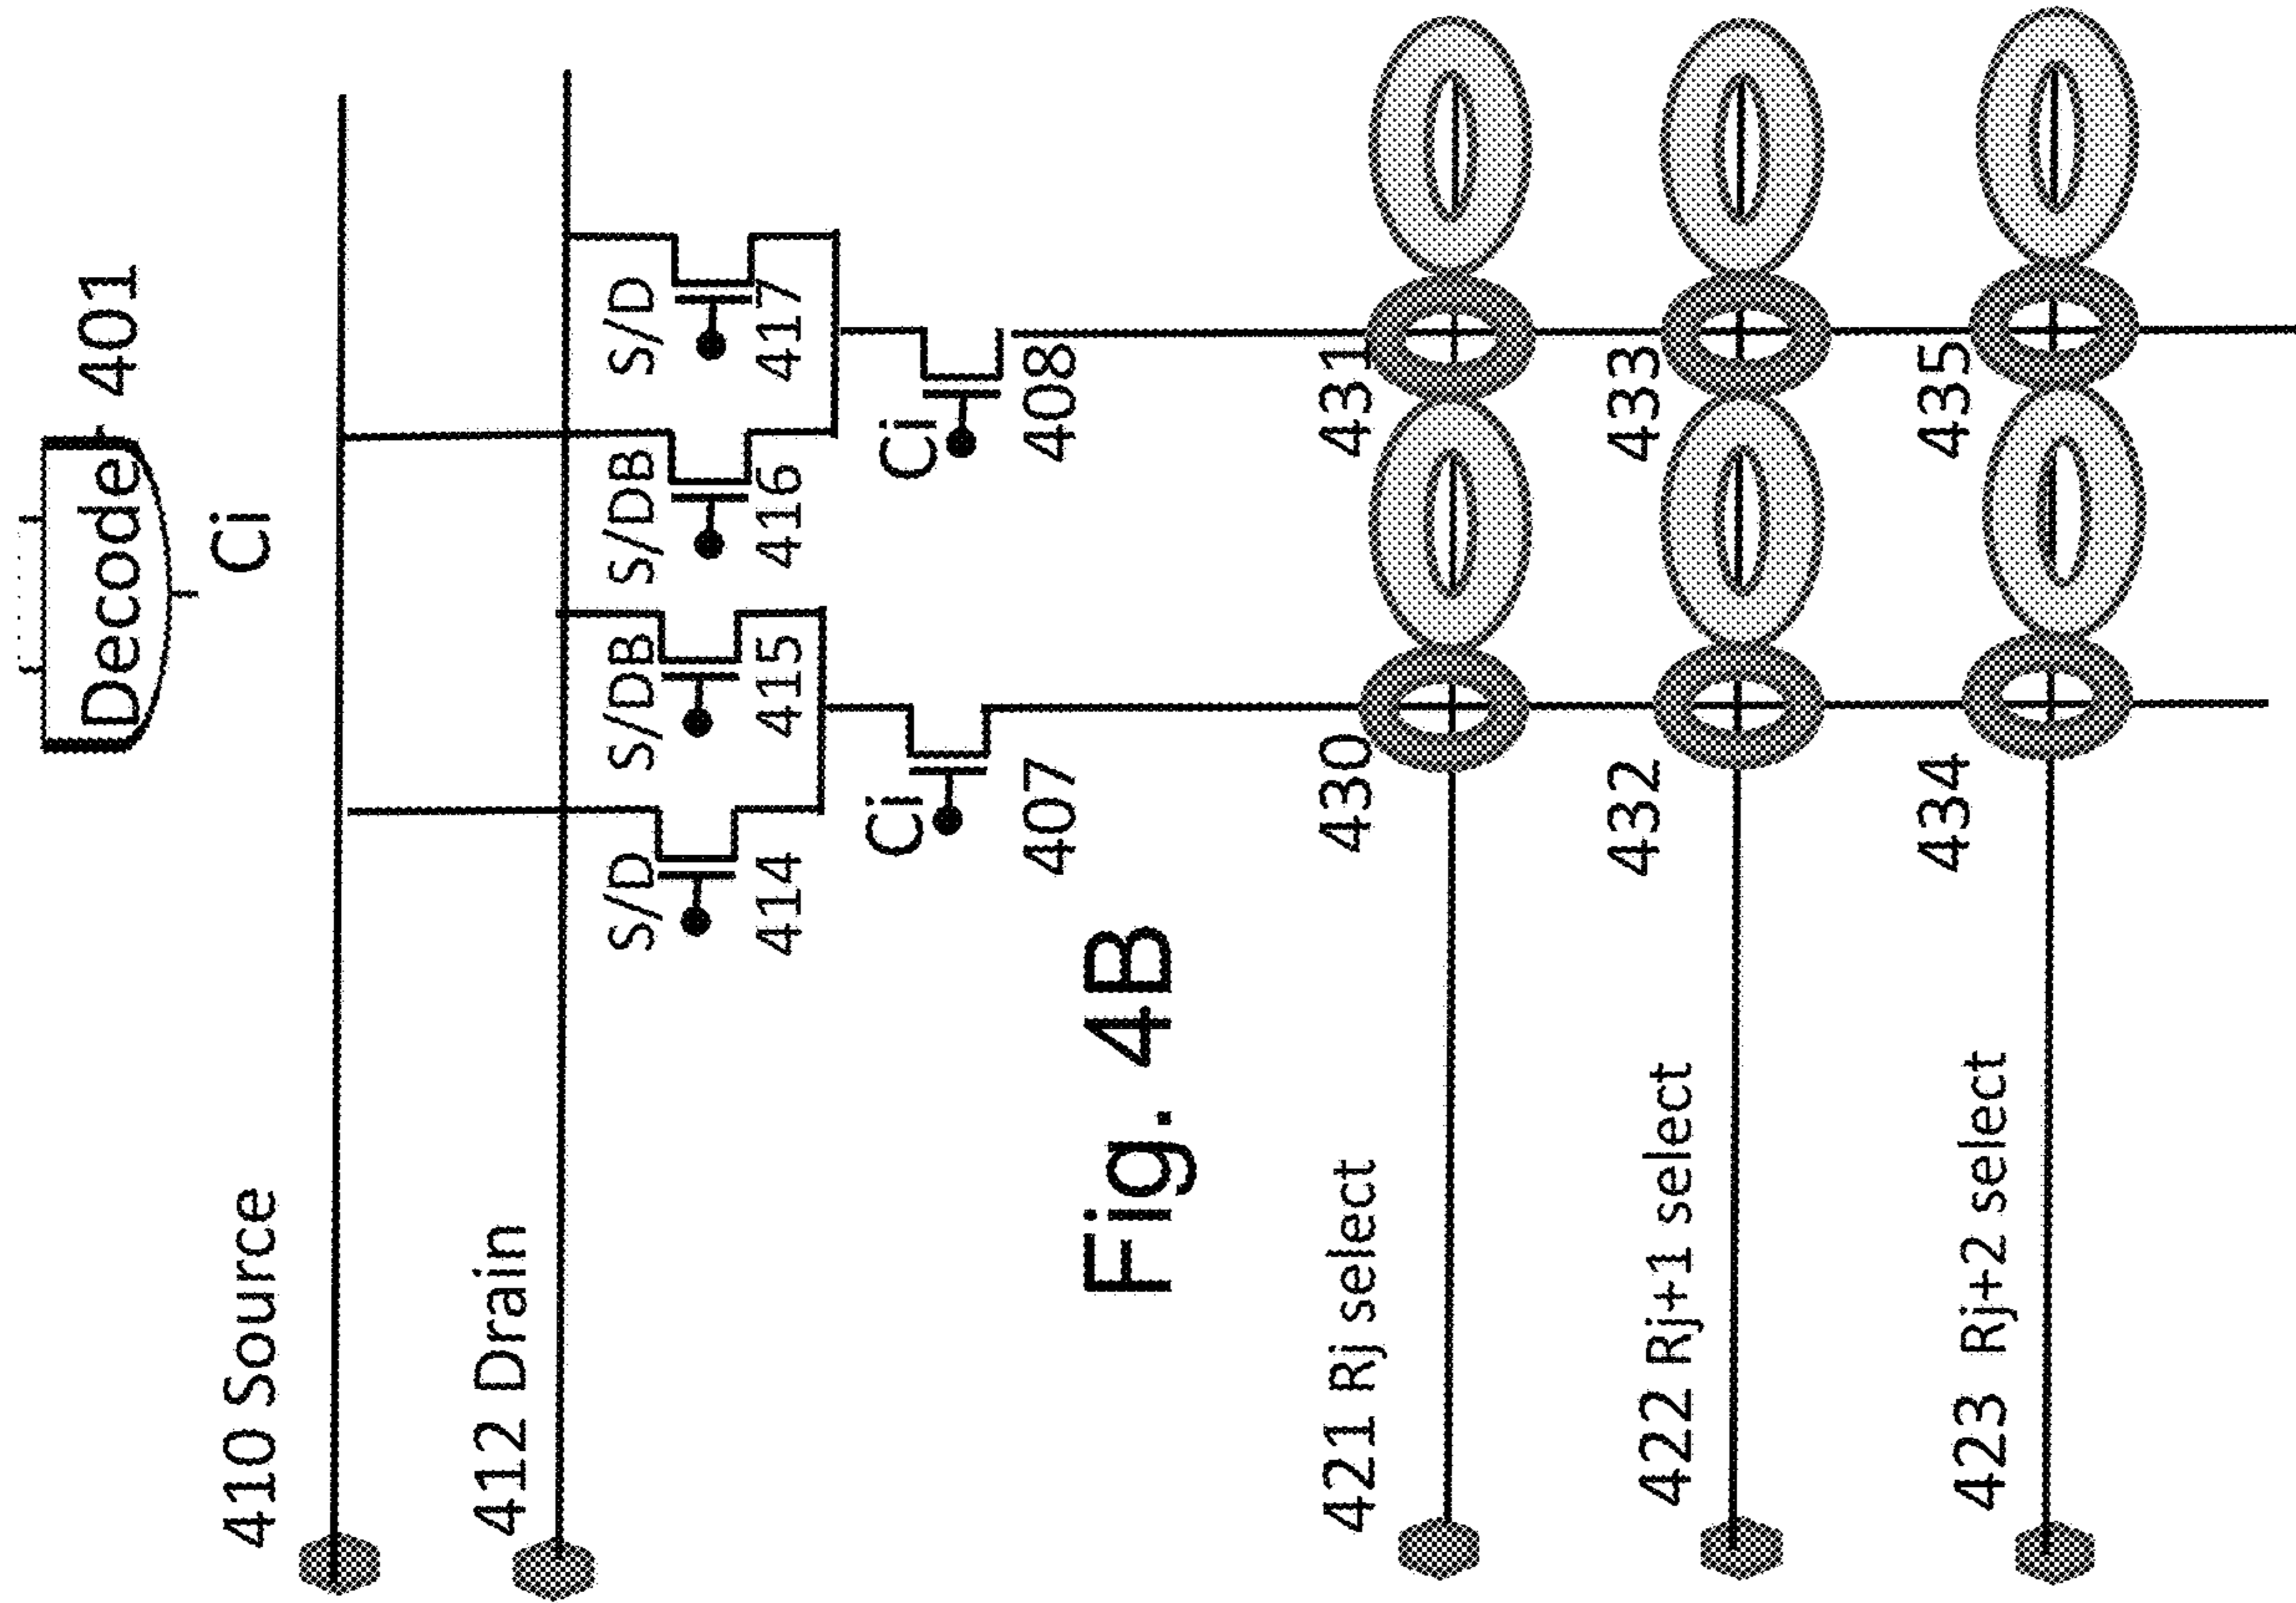 Decoder 401
Ci
410 Source
412 Drain
S/D S/DB S/DB S/D
414 415 416 417
Ci Ci
407 408
Fig. 4B
421 Rj select 430 431
422 Rj+1 select 432 433
423 Rj+2 select 434 435